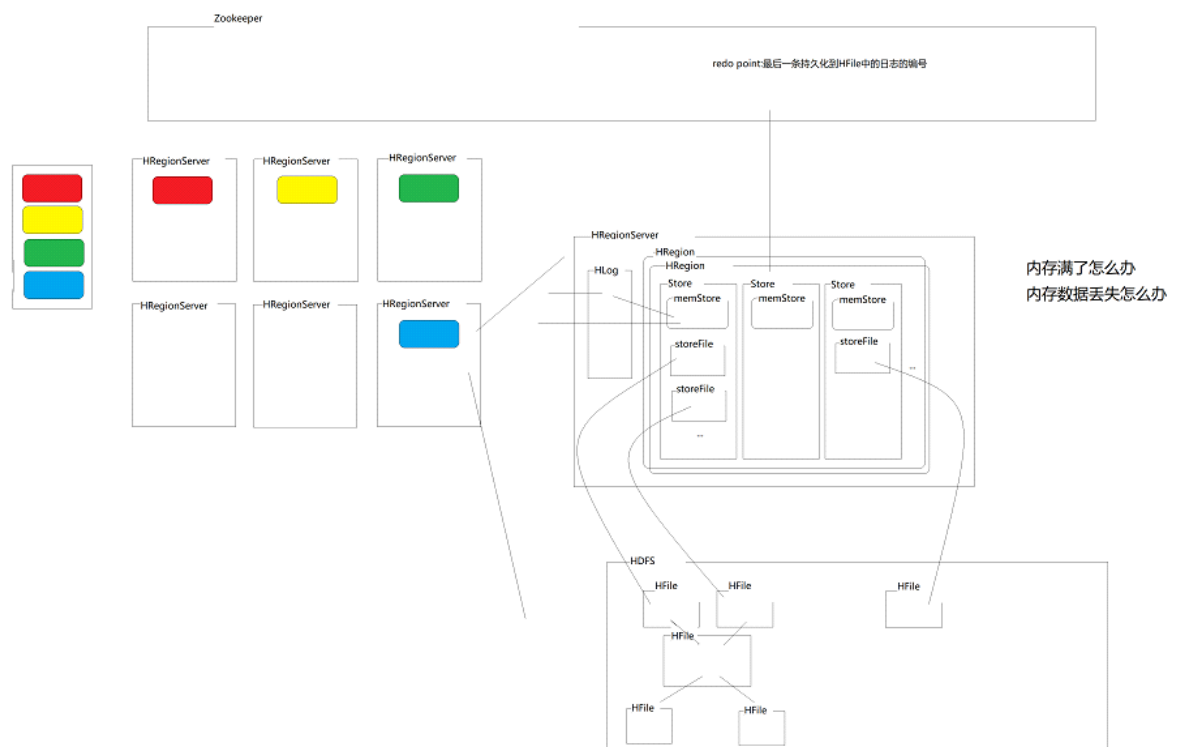 Zookeeper
redo point:最后一条持久化到HFile中的日志的编号
HRegionServer
HRegionServer
HRegionServer
HRegionServer
HRegionServer
HRegionServer
HRegionServer
HRegion
HRegion
HLog
Store
Store
Store
memStore
memStore
memStore
storeFile
storeFile
storeFile
...
...
内存满了怎么办
内存数据丢失怎么办
HDFS
HFile
HFile
HFile
HFile
HFile
HFile